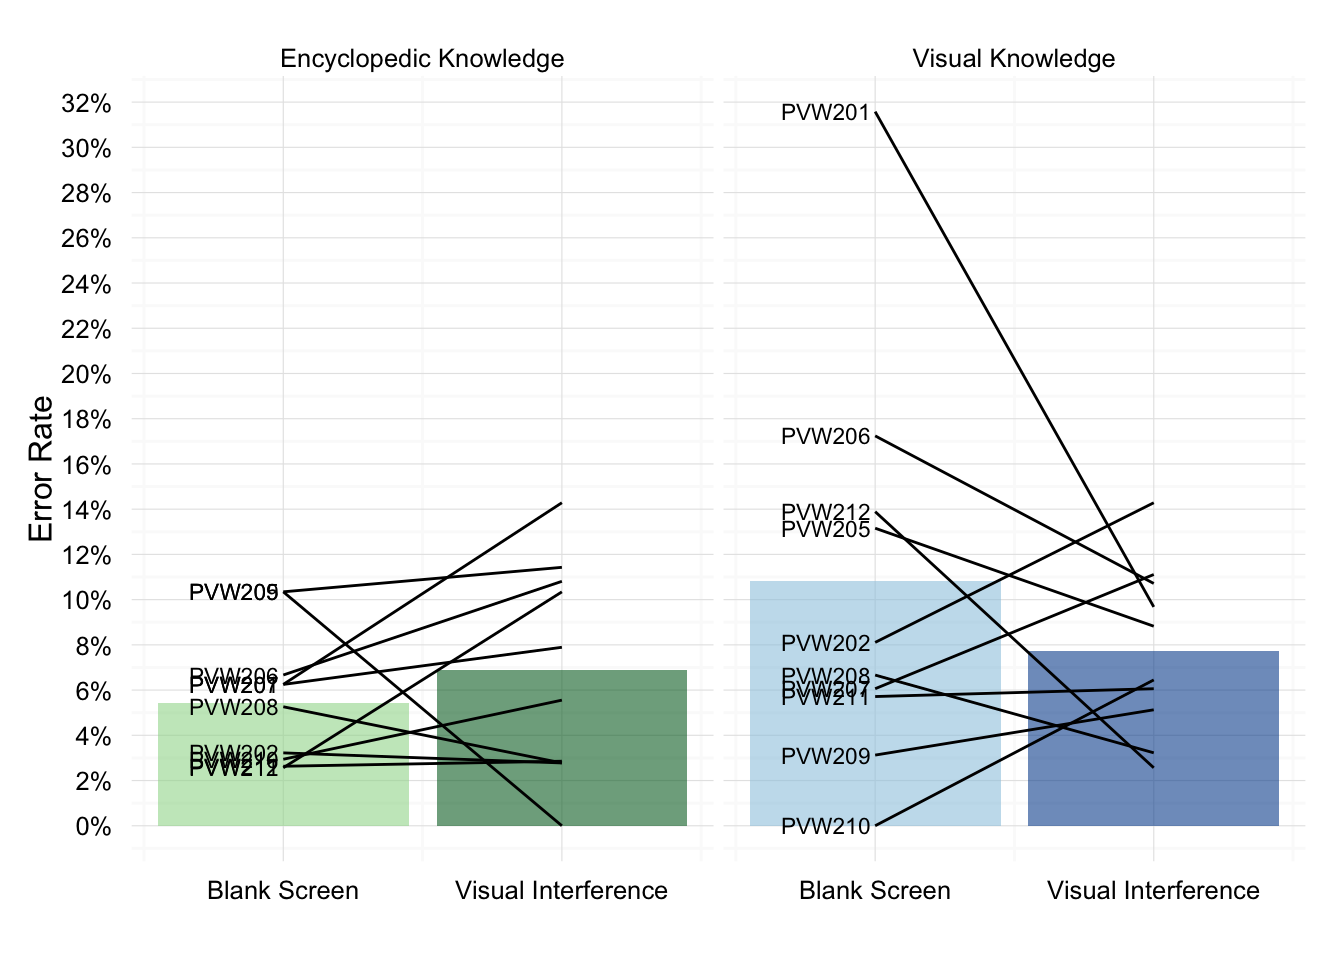 Encyclopedic Knowledge
Visual Knowledge
Error Rate
32%
30%
28%
26%
24%
22%
20%
18%
16%
14%
12%
10%
8%
6%
4%
2%
0%
PVW206
PVW208
PVW202
PVW201
PVW206
PVW212
PVW205
PVW202
PVW208
PVW207
PVW211
PVW209
PVW210
Blank Screen
Visual Interference
Blank Screen
Visual Interference